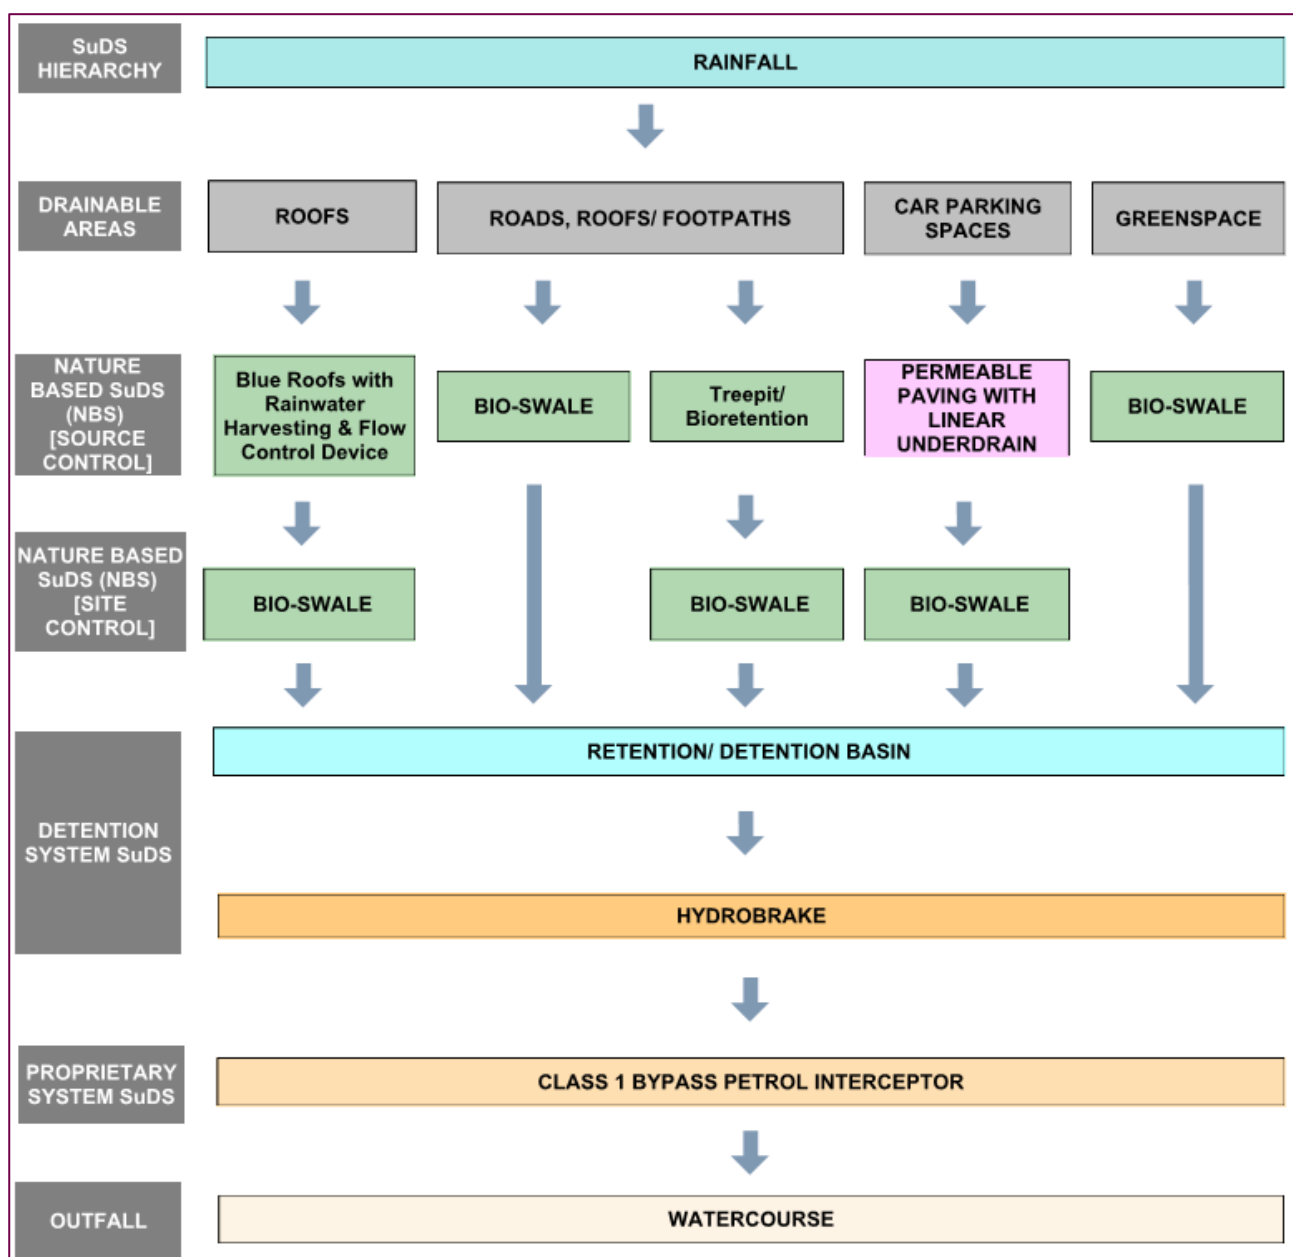 SuDS
HIERARCHY
RAINFALL
DRAINABLE
AREAS
ROOFS
ROADS, ROOFS/ FOOTPATHS
CAR PARKING
SPACES
GREENSPACE
NATURE
BASED SuDS
(NBS)
[SOURCE
CONTROL]
Blue Roofs with
Rainwater
Harvesting & Flow
Control Device
BIO-SWALE
Treepit/
Bioretention
PERMEABLE
PAVING WITH
LINEAR
UNDERDRAIN
BIO-SWALE
NATURE BASED
SuDS (NBS)
[SITE
CONTROL]
BIO-SWALE
BIO-SWALE
BIO-SWALE
DETENTION
SYSTEM SuDS
RETENTION/ DETENTION BASIN
HYDROBRAKE
PROPRIETARY
SYSTEM SuDS
CLASS 1 BYPASS PETROL INTERCEPTOR
OUTFALL
WATERCOURSE